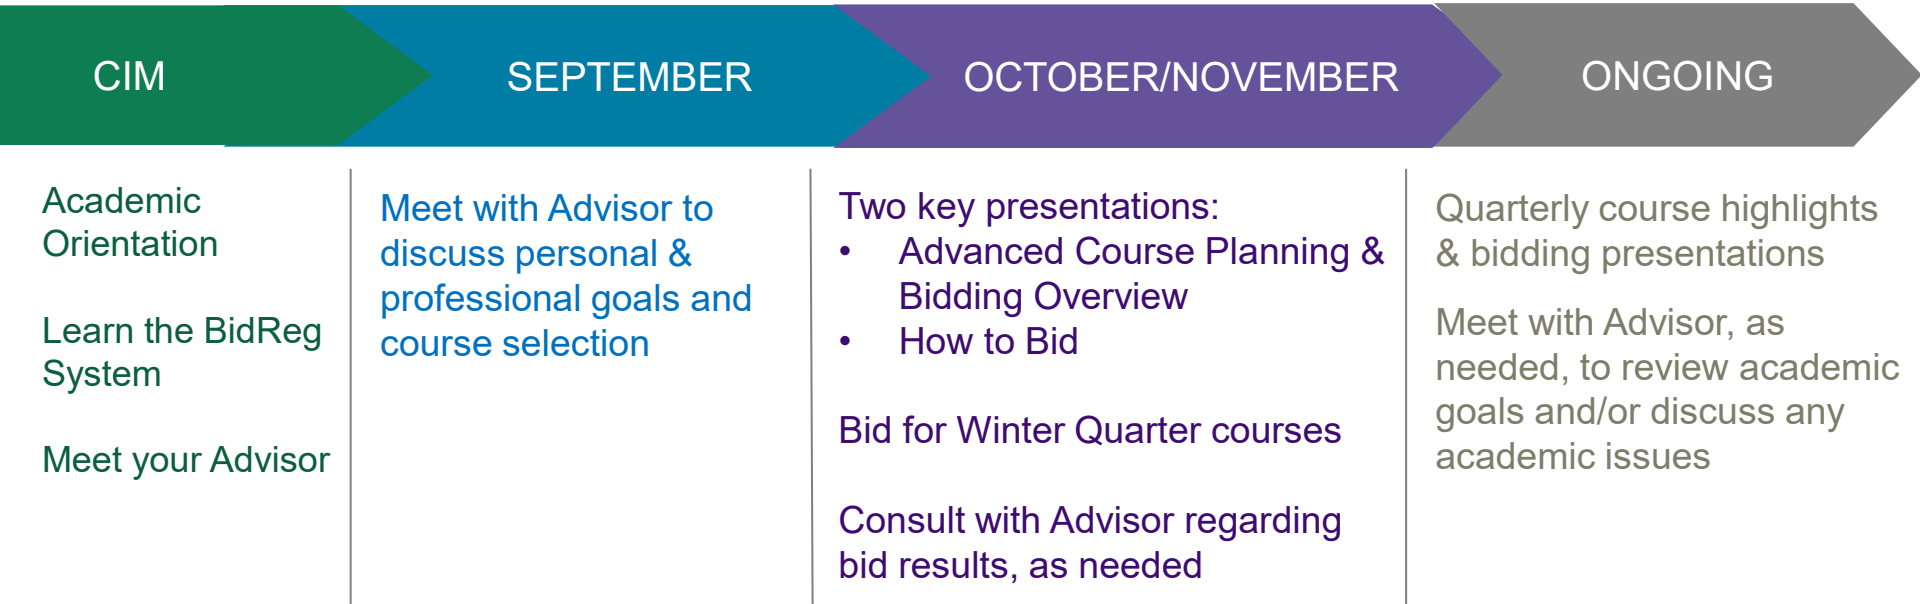 CIM
SEPTEMBER
OCTOBER/NOVEMBER
ONGOING
Academic
Orientation
Learn the BidReg
System
Meet your Advisor
Meet with Advisor to
discuss personal &
professional goals and
course selection
Two key presentations:
• Advanced Course Planning &
Bidding Overview
• How to Bid
Bid for Winter Quarter courses
Consult with Advisor regarding
bid results, as needed
Quarterly course highlights
& bidding presentations
Meet with Advisor, as
needed, to review academic
goals and/or discuss any
academic issues